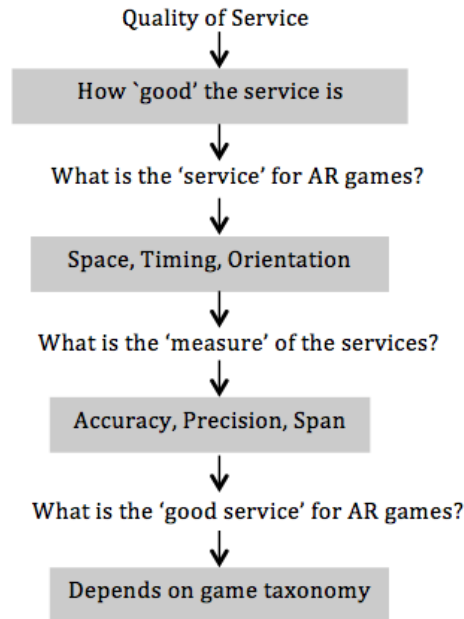 Quality of Service
How `good’ the service is
What is the ‘service’ for AR games?
Space, Timing, Orientation
What is the ‘measure’ of the services?
Accuracy, Precision, Span
What is the ‘good service’ for AR games?
Depends on game taxonomy